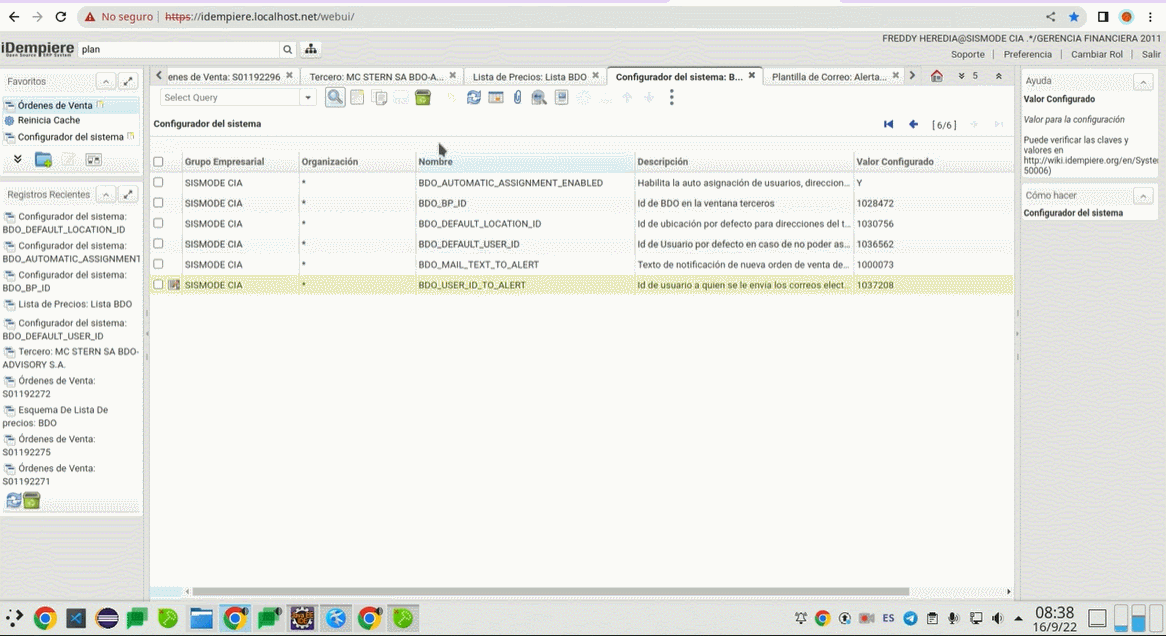 No seguro
https://idempiere.localhost.net/webui/
iDempiere
plan
FREDDY HEREDIA@SISMODE CIA .*/GERENCIA FINANCIERA 2011
Soporte | Preferencia | Cambiar Rol | Salir
Favoritos
Órdenes de Venta
Reinicia Cache
Configurador del sistema
Registros Recientes
Configurador del sistema:
BDO_DEFAULT_LOCATION_ID
Configurador del sistema:
BDO_AUTOMATIC_ASSIGNMENT
Configurador del sistema:
BDO_BP_ID
Lista de Precios: Lista BDO
Configurador del sistema:
BDO_DEFAULT_USER_ID
Tercero: MC STERN SA BDO-
ADVISORY S.A.
Órdenes de Venta:
S01192272
Esquema De Lista De
precios: BDO
Órdenes de Venta:
S01192275
Órdenes de Venta:
S01192271
enes de Venta: S01192296
Tercero: MC STERN SA BDO-A...
Lista de Precios: Lista BDO
Configurador del sistema: B...
Plantilla de Correo: Alerta...
5
Select Query
Configurador del sistema
[6/6]
Grupo Empresarial Organización Nombre Descripción Valor Configurado
SISMODE CIA * BDO_AUTOMATIC_ASSIGNMENT_ENABLED Habilita la auto asignación de usuarios, direccion... Y
SISMODE CIA * BDO_BP_ID Id de BDO en la ventana terceros 1028472
SISMODE CIA * BDO_DEFAULT_LOCATION_ID Id de ubicación por defecto para direcciones del t... 1030756
SISMODE CIA * BDO_DEFAULT_USER_ID Id de Usuario por defecto en caso de no poder as... 1036562
SISMODE CIA * BDO_MAIL_TEXT_TO_ALERT Texto de notificación de nueva orden de venta de... 1000073
SISMODE CIA * BDO_USER_ID_TO_ALERT Id de usuario a quien se le envia los correos elect... 1037208
Ayuda
Valor Configurado
Valor para la configuración
Puede verificar las claves y
valores en
http://wiki.idempiere.org/en/Syste
50006)
Cómo hacer
Configurador del sistema
ES
08:38
16/9/22